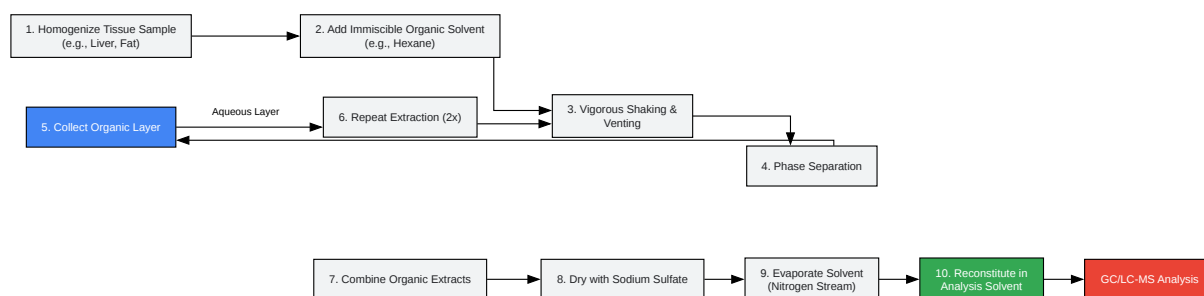 1. Homogenize Tissue Sample
(e.g., Liver, Fat)
2. Add Immiscible Organic Solvent
(e.g., Hexane)
5. Collect Organic Layer
Aqueous Layer
6. Repeat Extraction (2x)
3. Vigorous Shaking &
Venting
4. Phase Separation
7. Combine Organic Extracts
8. Dry with Sodium Sulfate
9. Evaporate Solvent
(Nitrogen Stream)
10. Reconstitute in
Analysis Solvent
GC/LC-MS Analysis